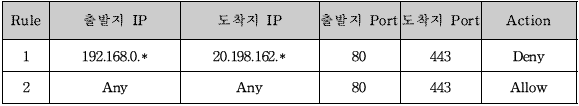 Rule 출발지 IP 도착지 IP 출발지 Port 도착지 Port Action
1 192.168.0.* 20.198.162.* 80 443 Deny
2 Any Any 80 443 Allow